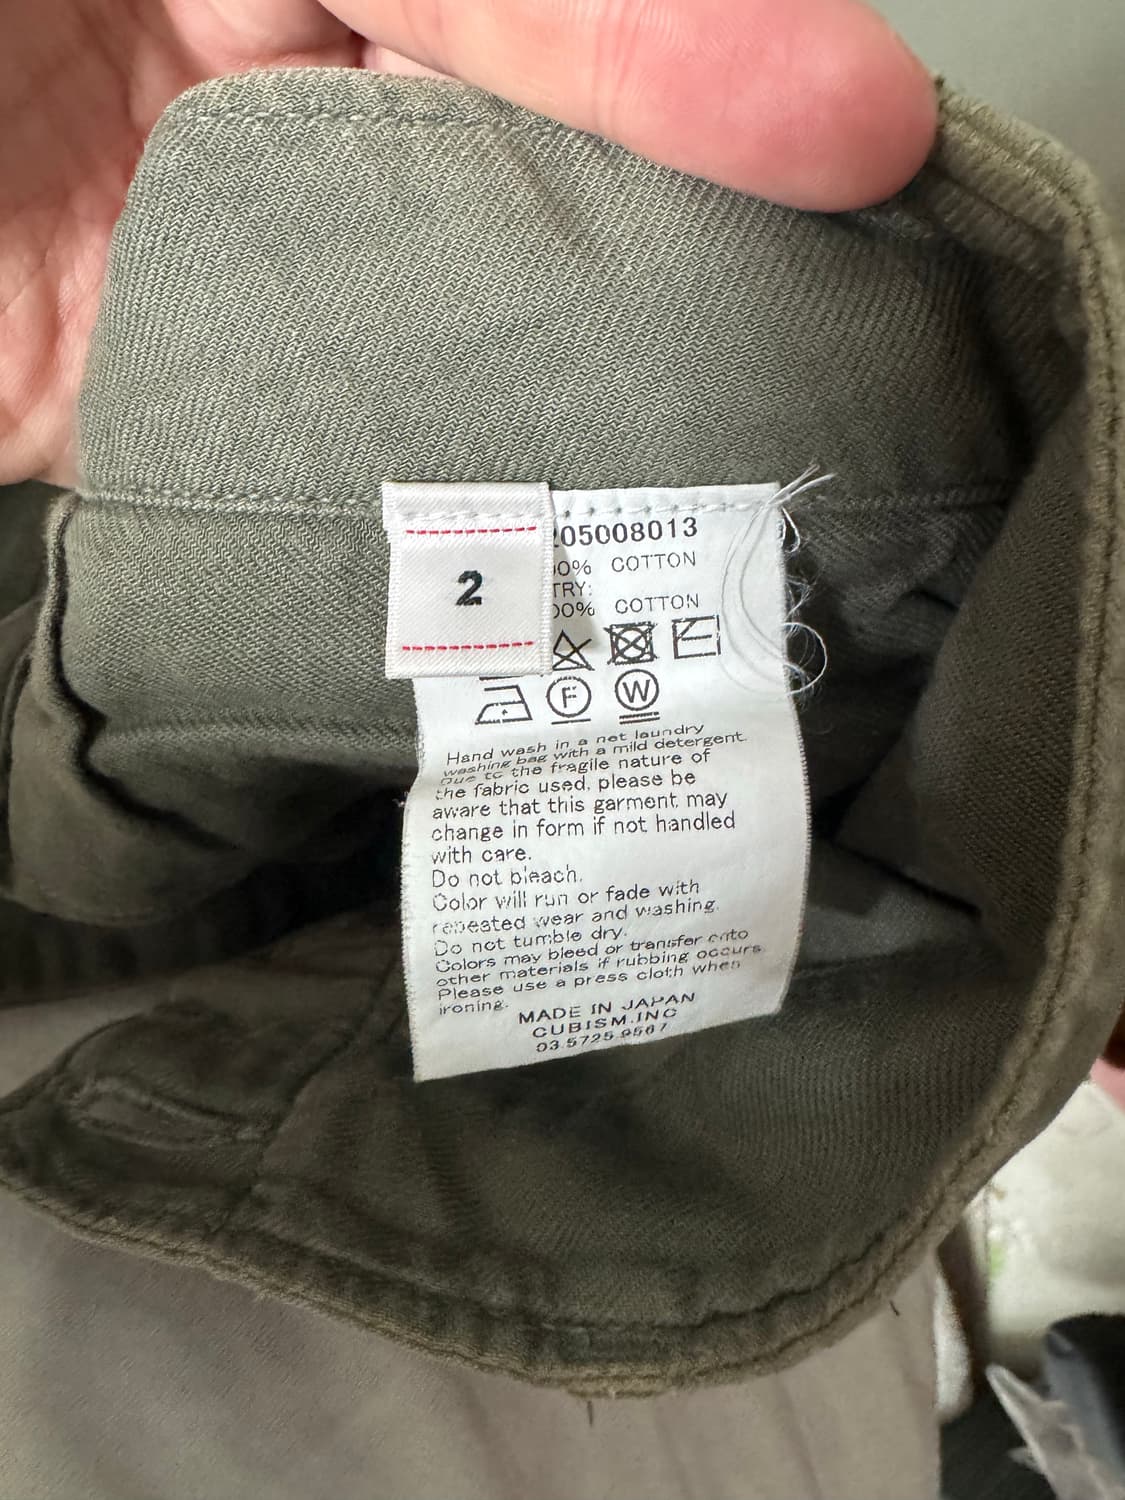 2
05008013
0% COTTON
TRY:
00% COTTON
F
W
Hand wash in a net laundry
washing bag with a mild detergent.
Due to the fragile nature of
the fabric used, please be
aware that this garment may
change in form if not handled
with care.
Do not bleach.
Color will run or fade with
repeated wear and washing.
Do not tumble dry.
Colors may bleed or transfer onto
other materials if rubbing occurs.
Please use a press cloth when
ironing.
MADE IN JAPAN
CUBISM.INC
03.5725.9567